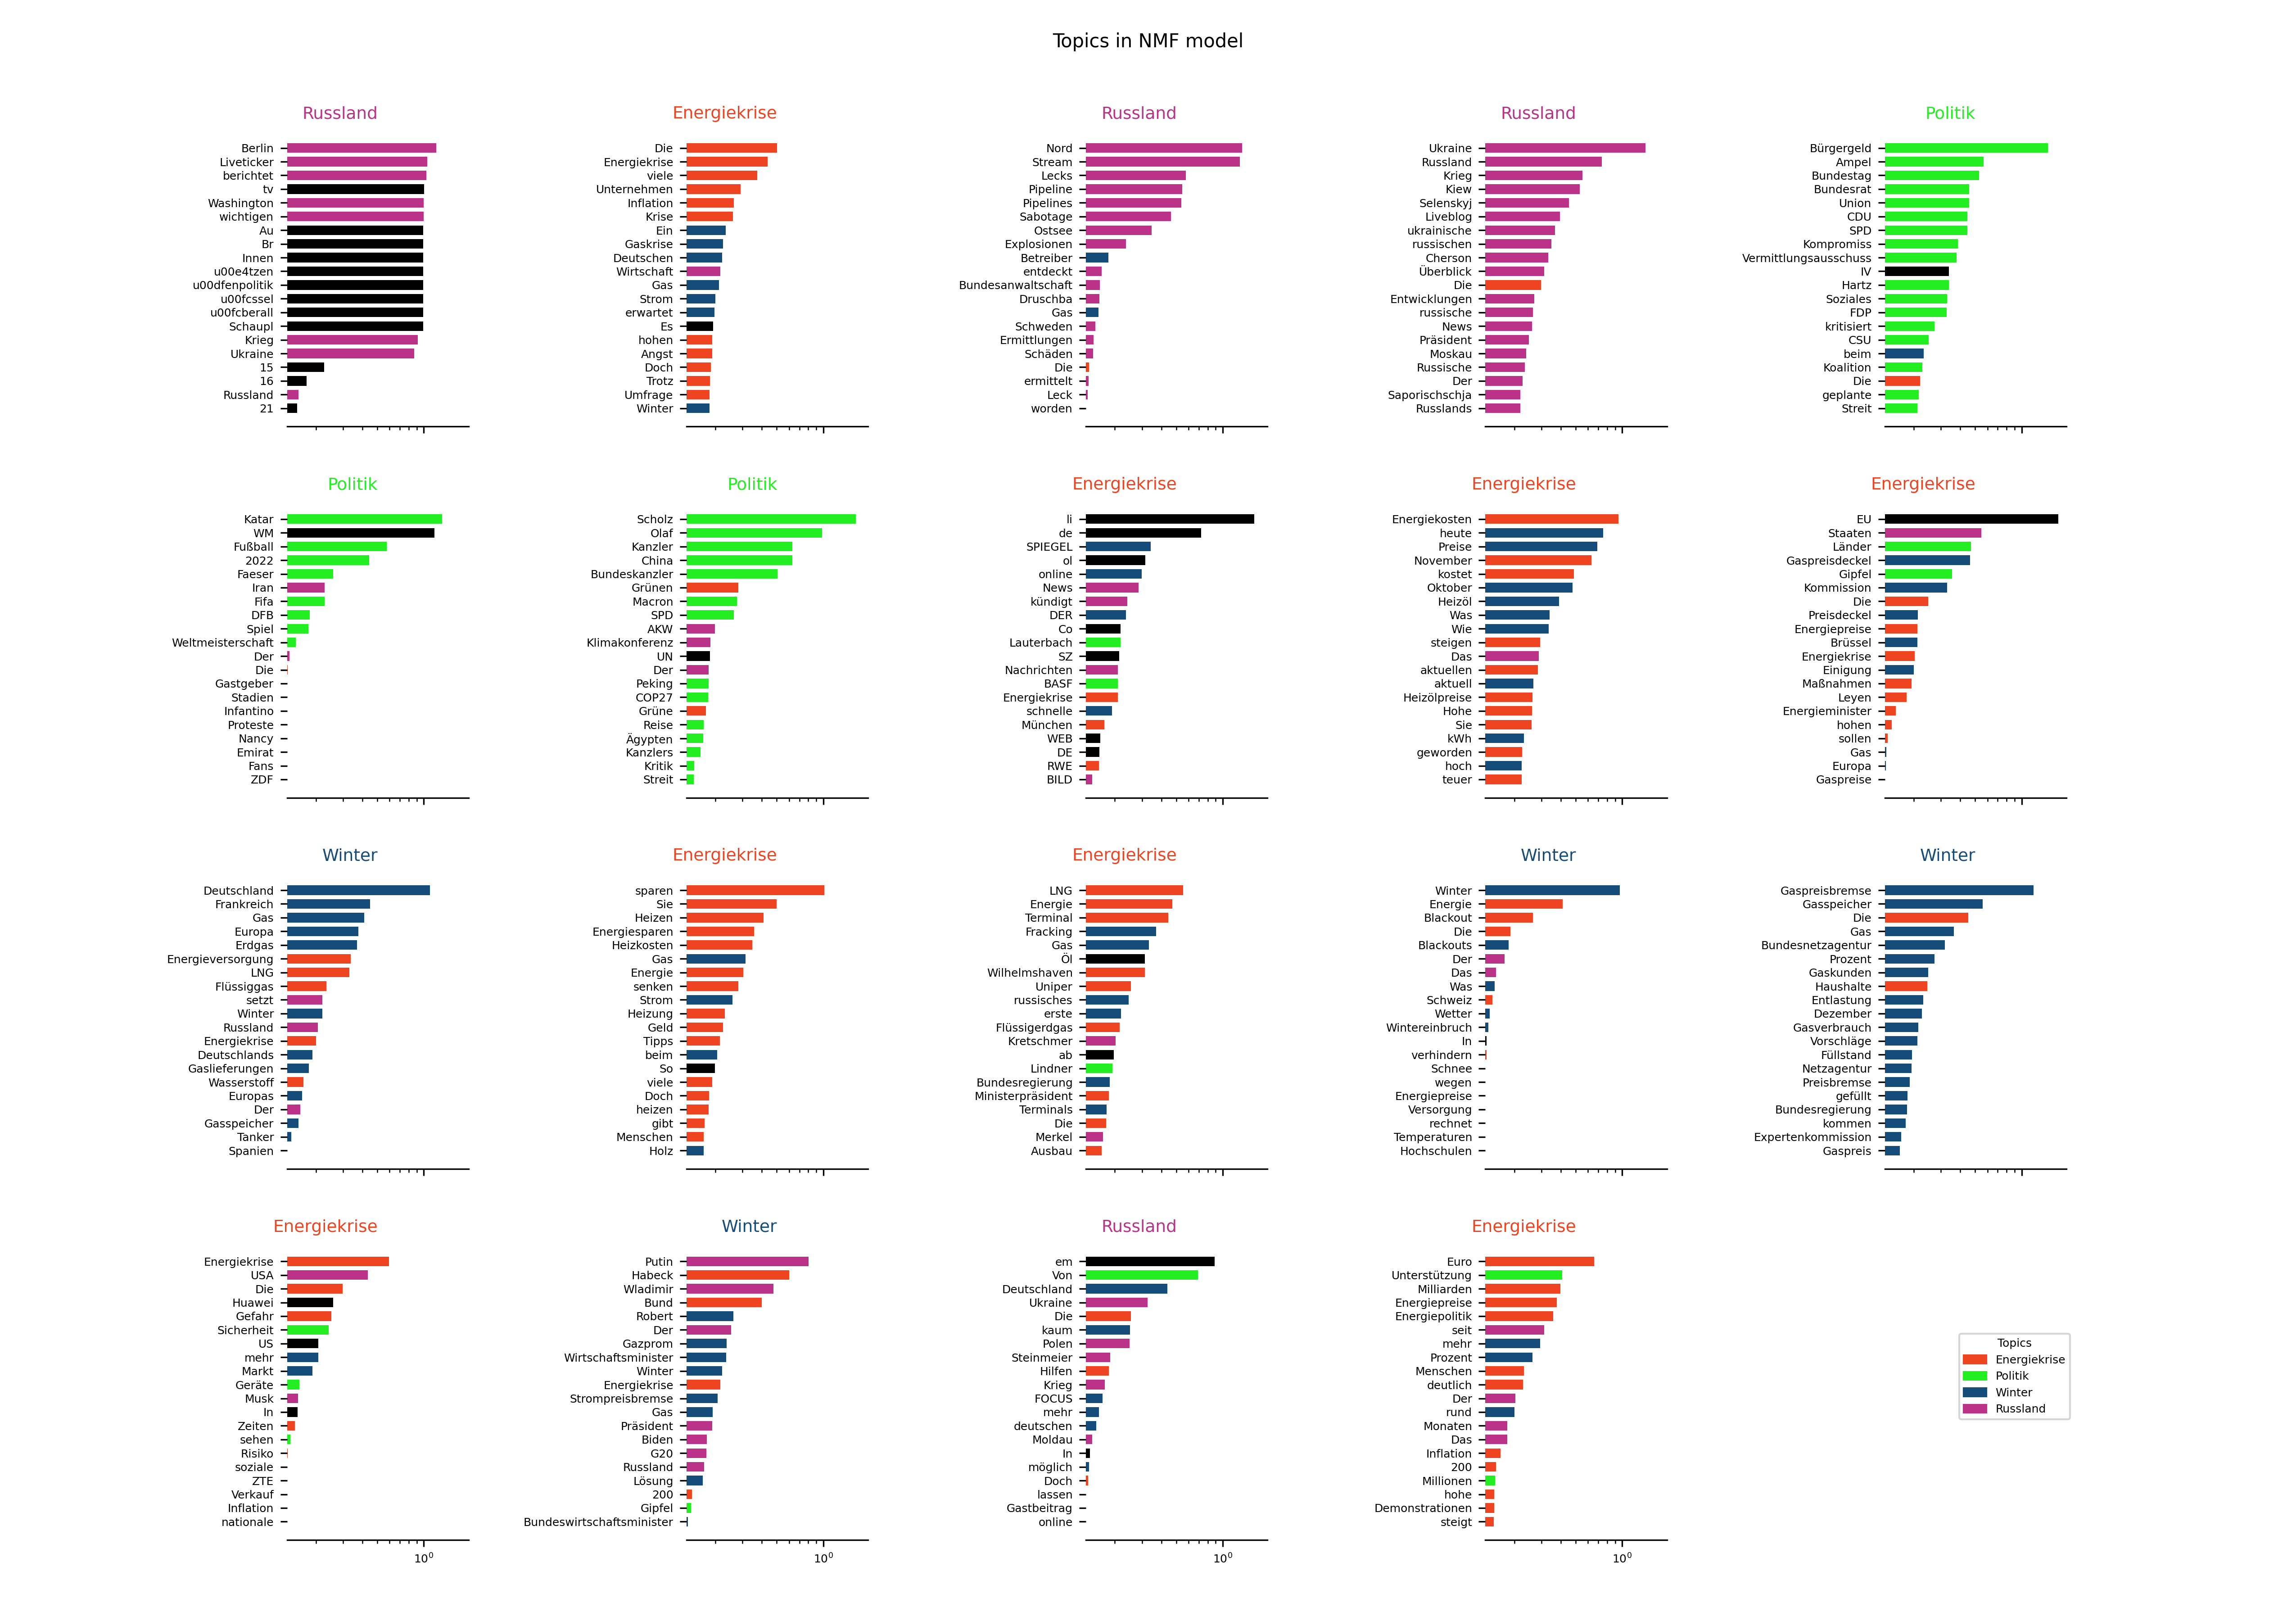 Topics in NMF model
Russland
Berlin
Liveticker
berichtet
tv
Washington
wichtigen
Au
Br
Innen
u00e4tzen
u00dfenpolitik
u00fcssel
u00fcberall
Schaupl
Krieg
Ukraine
15
16
Russland
21
Energiekrise
Die
Energiekrise
viele
Unternehmen
Inflation
Krise
Ein
Gaskrise
Deutschen
Wirtschaft
Gas
Strom
erwartet
Es
hohen
Angst
Doch
Trotz
Umfrage
Winter
Russland
Nord
Stream
Lecks
Pipeline
Pipelines
Sabotage
Ostsee
Explosionen
Betreiber
entdeckt
Bundesanwaltschaft
Druschba
Gas
Schweden
Ermittlungen
Schäden
Die
ermittelt
Leck
worden
Russland
Ukraine
Russland
Krieg
Kiew
Selenskyj
Liveblog
ukrainische
russischen
Cherson
Überblick
Die
Entwicklungen
russische
News
Präsident
Moskau
Russische
Der
Saporischschja
Russlands
Politik
Bürgergeld
Ampel
Bundestag
Bundesrat
Union
CDU
SPD
Kompromiss
Vermittlungsausschuss
IV
Hartz
Soziales
FDP
kritisiert
CSU
beim
Koalition
Die
geplante
Streit
Politik
Katar
WM
Fußball
2022
Faeser
Iran
Fifa
DFB
Spiel
Weltmeisterschaft
Der
Die
Gastgeber
Stadien
Infantino
Proteste
Nancy
Emirat
Fans
ZDF
Politik
Scholz
Olaf
Kanzler
China
Bundeskanzler
Grünen
Macron
SPD
AKW
Klimakonferenz
UN
Der
Peking
COP27
Grüne
Reise
Ägypten
Kanzlers
Kritik
Streit
Energiekrise
li
de
SPIEGEL
ol
online
News
kündigt
DER
Co
Lauterbach
SZ
Nachrichten
BASF
Energiekrise
schnelle
München
WEB
DE
RWE
BILD
Energiekrise
Energiekosten
heute
Preise
November
kostet
Oktober
Heizöl
Was
Wie
steigen
Das
aktuellen
aktuell
Heizölpreise
Hohe
Sie
kWh
geworden
hoch
teuer
Energiekrise
EU
Staaten
Länder
Gaspreisdeckel
Gipfel
Kommission
Die
Preisdeckel
Energiepreise
Brüssel
Energiekrise
Einigung
Maßnahmen
Leyen
Energieminister
hohen
sollen
Gas
Europa
Gaspreise
Winter
Deutschland
Frankreich
Gas
Europa
Erdgas
Energieversorgung
LNG
Flüssiggas
setzt
Winter
Russland
Energiekrise
Deutschlands
Gaslieferungen
Wasserstoff
Europas
Der
Gasspeicher
Tanker
Spanien
Energiekrise
sparen
Sie
Heizen
Energiesparen
Heizkosten
Gas
Energie
senken
Strom
Heizung
Geld
Tipps
beim
So
viele
Doch
heizen
gibt
Menschen
Holz
Energiekrise
LNG
Energie
Terminal
Fracking
Gas
Öl
Wilhelmshaven
Uniper
russisches
erste
Flüssigerdgas
Kretschmer
ab
Lindner
Bundesregierung
Ministerpräsident
Terminals
Die
Merkel
Ausbau
Winter
Winter
Energie
Blackout
Die
Blackouts
Der
Das
Was
Schweiz
Wetter
Wintereinbruch
In
verhindern
Schnee
wegen
Energiepreise
Versorgung
rechnet
Temperaturen
Hochschulen
Winter
Gaspreisbremse
Gasspeicher
Die
Gas
Bundesnetzagentur
Prozent
Gaskunden
Haushalte
Entlastung
Dezember
Gasverbrauch
Vorschläge
Füllstand
Netzagentur
Preisbremse
gefüllt
Bundesregierung
kommen
Expertenkommission
Gaspreis
Energiekrise
Energiekrise
USA
Die
Huawei
Gefahr
Sicherheit
US
mehr
Markt
Geräte
Musk
In
Zeiten
sehen
Risiko
soziale
ZTE
Verkauf
Inflation
nationale
10⁰
Winter
Putin
Habeck
Wladimir
Bund
Robert
Der
Gazprom
Wirtschaftsminister
Winter
Energiekrise
Strompreisbremse
Gas
Präsident
Biden
G20
Russland
Lösung
200
Gipfel
Bundeswirtschaftsminister
10⁰
Russland
em
Von
Deutschland
Ukraine
Die
kaum
Polen
Steinmeier
Hilfen
Krieg
FOCUS
mehr
deutschen
Moldau
In
möglich
Doch
lassen
Gastbeitrag
online
10⁰
Energiekrise
Euro
Unterstützung
Milliarden
Energiepreise
Energiepolitik
seit
mehr
Prozent
Menschen
deutlich
Der
rund
Monaten
Das
Inflation
200
Millionen
hohe
Demonstrationen
steigt
10⁰
Topics
Energiekrise
Politik
Winter
Russland